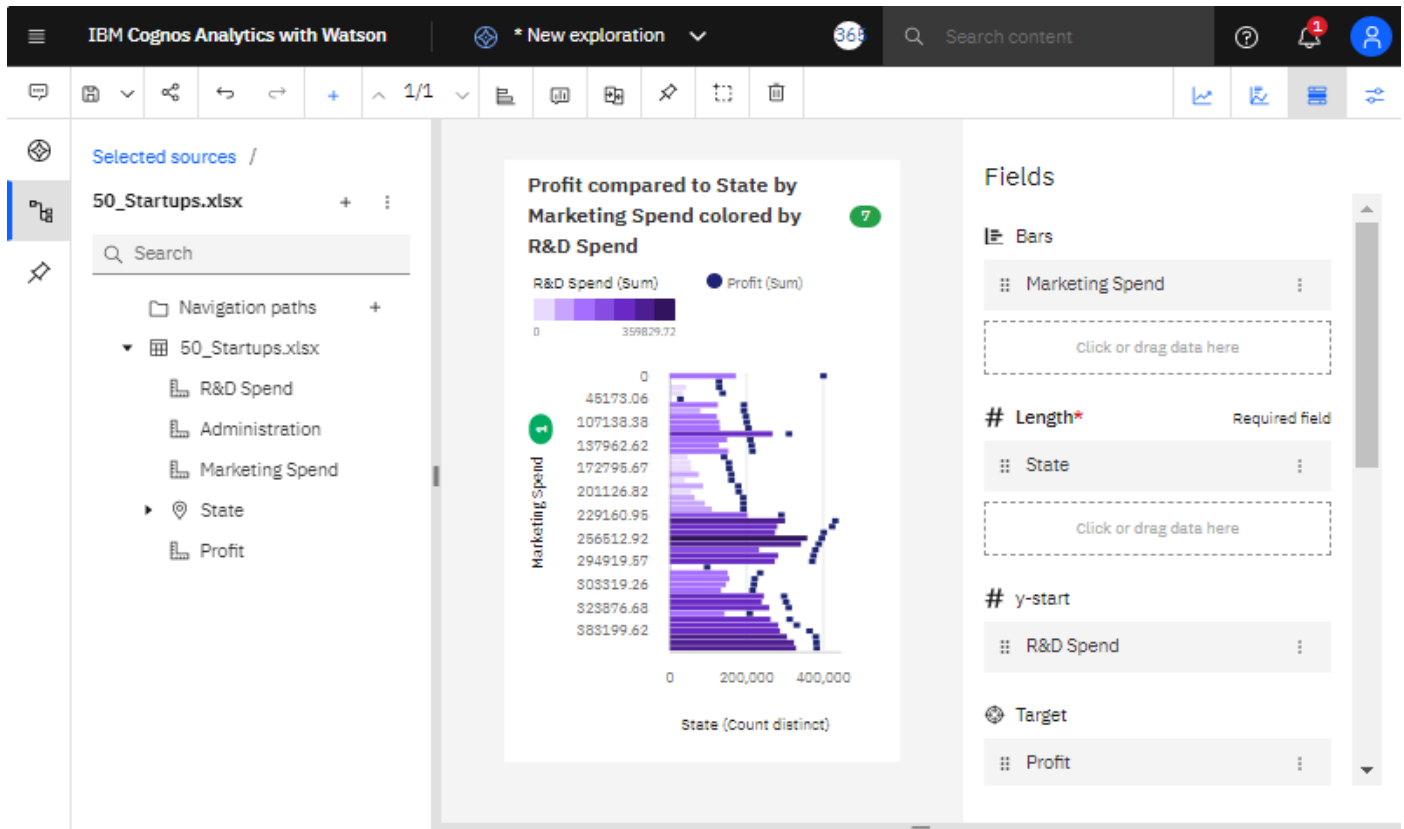 IBM Cognos Analytics with Watson
* New exploration
365
Search content
1
1/1
Selected sources /
50_Startups.xlsx
Search
Navigation paths
50_Startups.xlsx
R&D Spend
Administration
Marketing Spend
State
Profit
Profit compared to State by
Marketing Spend colored by
R&D Spend
7
R&D Spend (Sum)
Profit (Sum)
0
359829.72
0
45173.06
107138.38
137962.62
172795.67
201126.82
229160.95
256512.92
294919.57
303319.26
323876.68
383199.62
1
Marketing Spend
0
200,000
400,000
State (Count distinct)
Fields
Bars
Marketing Spend
Click or drag data here
# Length*
Required field
State
Click or drag data here
# y-start
R&D Spend
Target
Profit